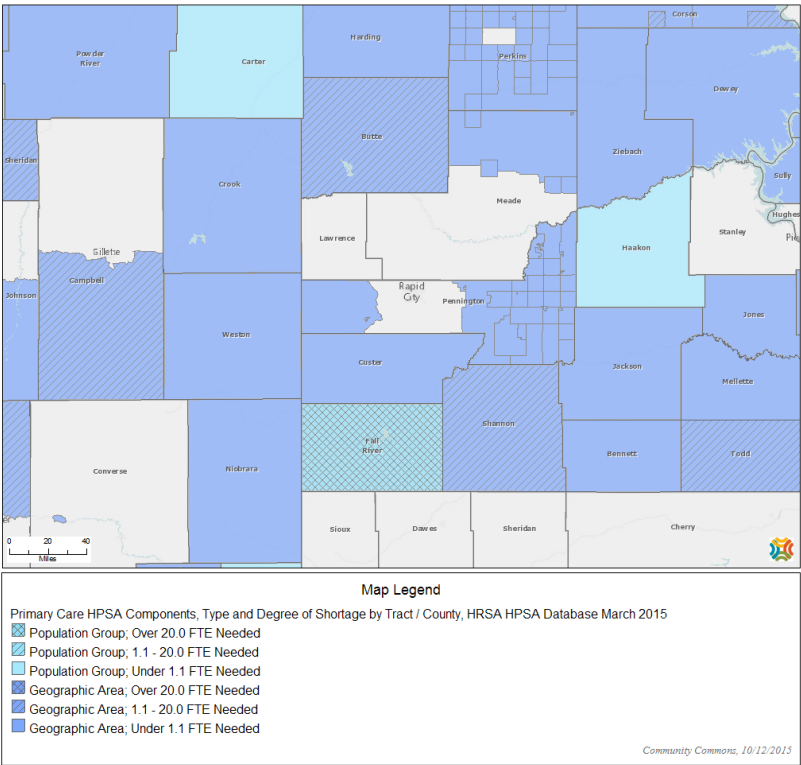 Corson
Powder
River
Carter
Harding
Perkins
Dewey
Butte
Ziebach
Sheridan
Crook
Sully
Meade
Hughes
Lawrence
Stanley
Haakon
Gillette
Campbell
Johnson
Rapid
City
Pennington
Jones
Weston
Custer
Jackson
Mellette
Shannon
Fall
River
Converse
Niobrara
Bennett
Todd
Sioux
Dawes
Sheridan
Cherry
0 20 40
Miles
Map Legend
Primary Care HPSA Components, Type and Degree of Shortage by Tract / County, HRSA HPSA Database March 2015
Population Group; Over 20.0 FTE Needed
Population Group; 1.1 - 20.0 FTE Needed
Population Group; Under 1.1 FTE Needed
Geographic Area; Over 20.0 FTE Needed
Geographic Area; 1.1 - 20.0 FTE Needed
Geographic Area; Under 1.1 FTE Needed
Community Commons, 10/12/2015